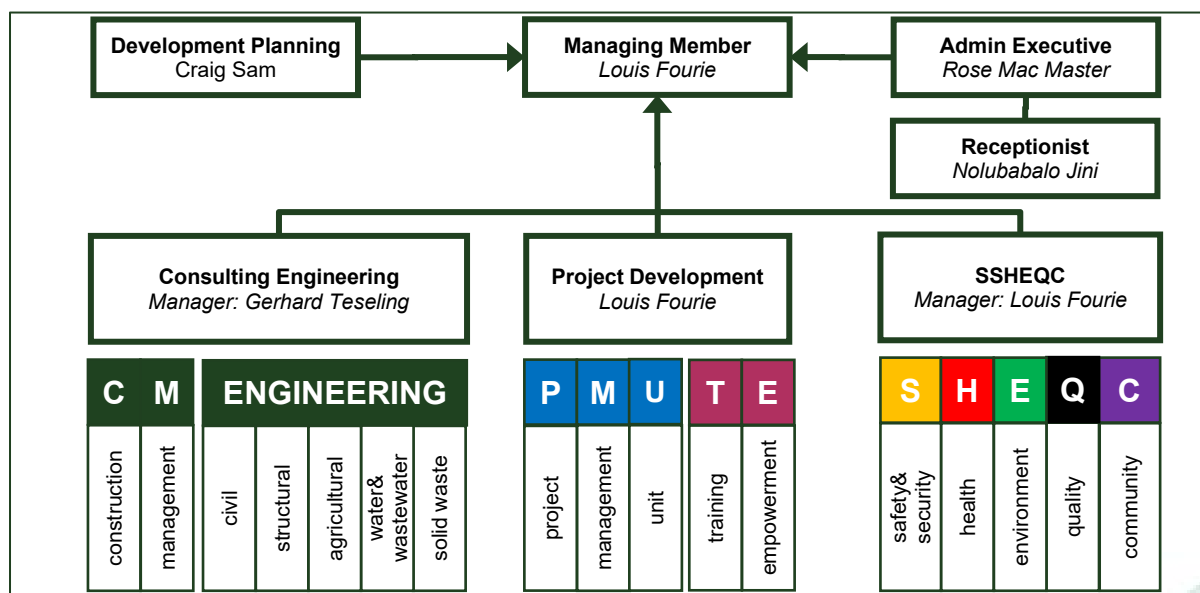 Development Planning
Craig Sam
Managing Member
Louis Fourie
Admin Executive
Rose Mac Master
Receptionist
Nolubabalo Jini
Consulting Engineering
Manager: Gerhard Teseling
Project Development
Louis Fourie
SSHEQC
Manager: Louis Fourie
C M ENGINEERING
P M U T E
S H E Q C
construction
management
civil
structural
agricultural
water&
wastewater
solid waste
project
management
unit
training
empowerment
safety&
security
health
environment
quality
community